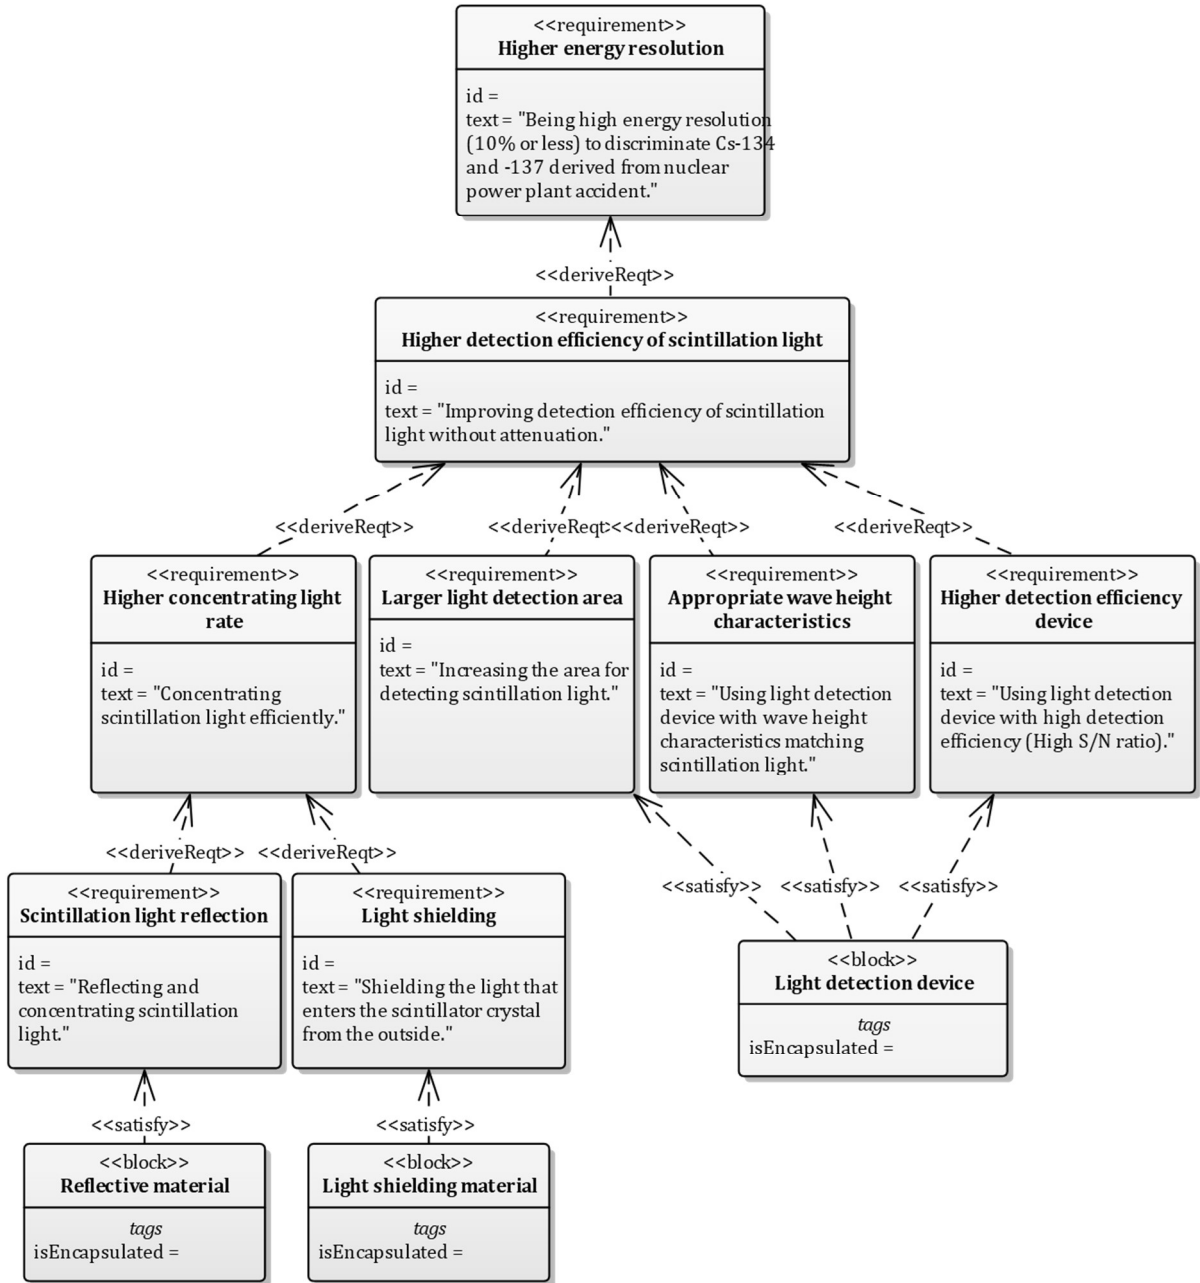 <<requirement>>
Higher energy resolution
id =
text = "Being high energy resolution
(10% or less) to discriminate Cs-134
and -137 derived from nuclear
power plant accident."
<<deriveReqt>>
<<requirement>>
Higher detection efficiency of scintillation light
id =
text = "Improving detection efficiency of scintillation
light without attenuation."
<<deriveReqt>>
<<deriveReqt>>
<<deriveReqt>>
<<deriveReqt>>
<<requirement>>
Higher concentrating light
rate
id =
text = "Concentrating
scintillation light efficiently."
<<requirement>>
Larger light detection area
id =
text = "Increasing the area for
detecting scintillation light."
<<requirement>>
Appropriate wave height
characteristics
id =
text = "Using light detection
device with wave height
characteristics matching
scintillation light."
<<requirement>>
Higher detection efficiency
device
id =
text = "Using light detection
device with high detection
efficiency (High S/N ratio)."
<<deriveReqt>>
<<deriveReqt>>
<<satisfy>>
<<satisfy>>
<<satisfy>>
<<requirement>>
Scintillation light reflection
id =
text = "Reflecting and
concentrating scintillation
light."
<<requirement>>
Light shielding
id =
text = "Shielding the light that
enters the scintillator crystal
from the outside."
<<block>>
Light detection device
tags
isEncapsulated =
<<satisfy>>
<<satisfy>>
<<block>>
Reflective material
tags
isEncapsulated =
<<block>>
Light shielding material
tags
isEncapsulated =